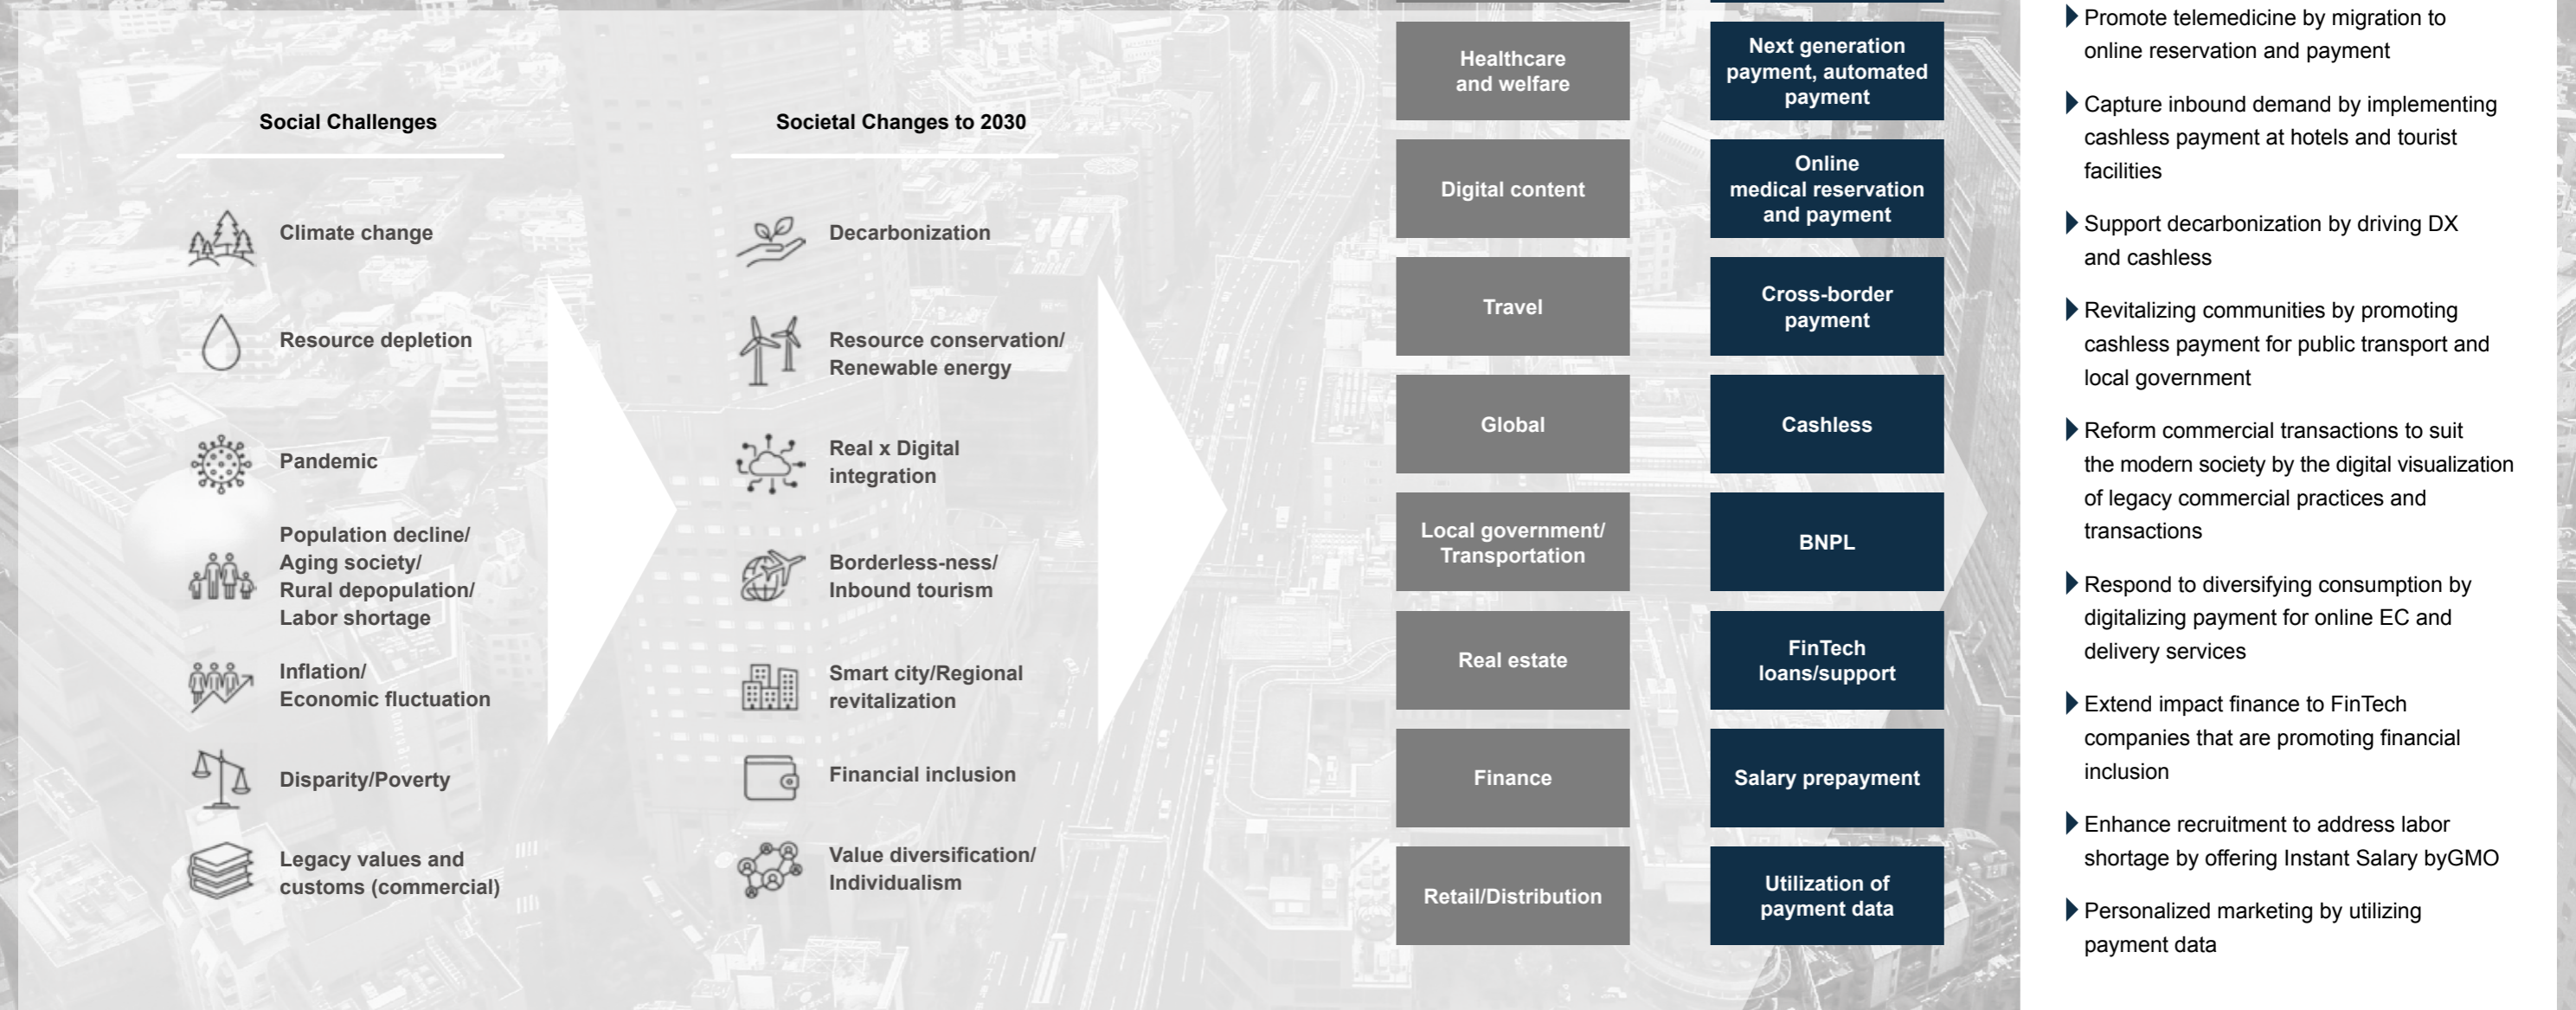 Social Challenges
Climate change
Resource depletion
Pandemic
Population decline/
Aging society/
Rural depopulation/
Labor shortage
Inflation/
Economic fluctuation
Disparity/Poverty
Legacy values and
customs (commercial)
Societal Changes to 2030
Decarbonization
Resource conservation/
Renewable energy
Real x Digital
integration
Borderless-ness/
Inbound tourism
Smart city/Regional
revitalization
Financial inclusion
Value diversification/
Individualism
Healthcare
and welfare
Digital content
Travel
Global
Local government/
Transportation
Real estate
Finance
Retail/Distribution
Next generation
payment, automated
payment
Online
medical reservation
and payment
Cross-border
payment
Cashless
BNPL
FinTech
loans/support
Salary prepayment
Utilization of
payment data
Promote telemedicine by migration to
online reservation and payment
Capture inbound demand by implementing
cashless payment at hotels and tourist
facilities
Support decarbonization by driving DX
and cashless
Revitalizing communities by promoting
cashless payment for public transport and
local government
Reform commercial transactions to suit
the modern society by the digital visualization
of legacy commercial practices and
transactions
Respond to diversifying consumption by
digitalizing payment for online EC and
delivery services
Extend impact finance to FinTech
companies that are promoting financial
inclusion
Enhance recruitment to address labor
shortage by offering Instant Salary byGMO
Personalized marketing by utilizing
payment data